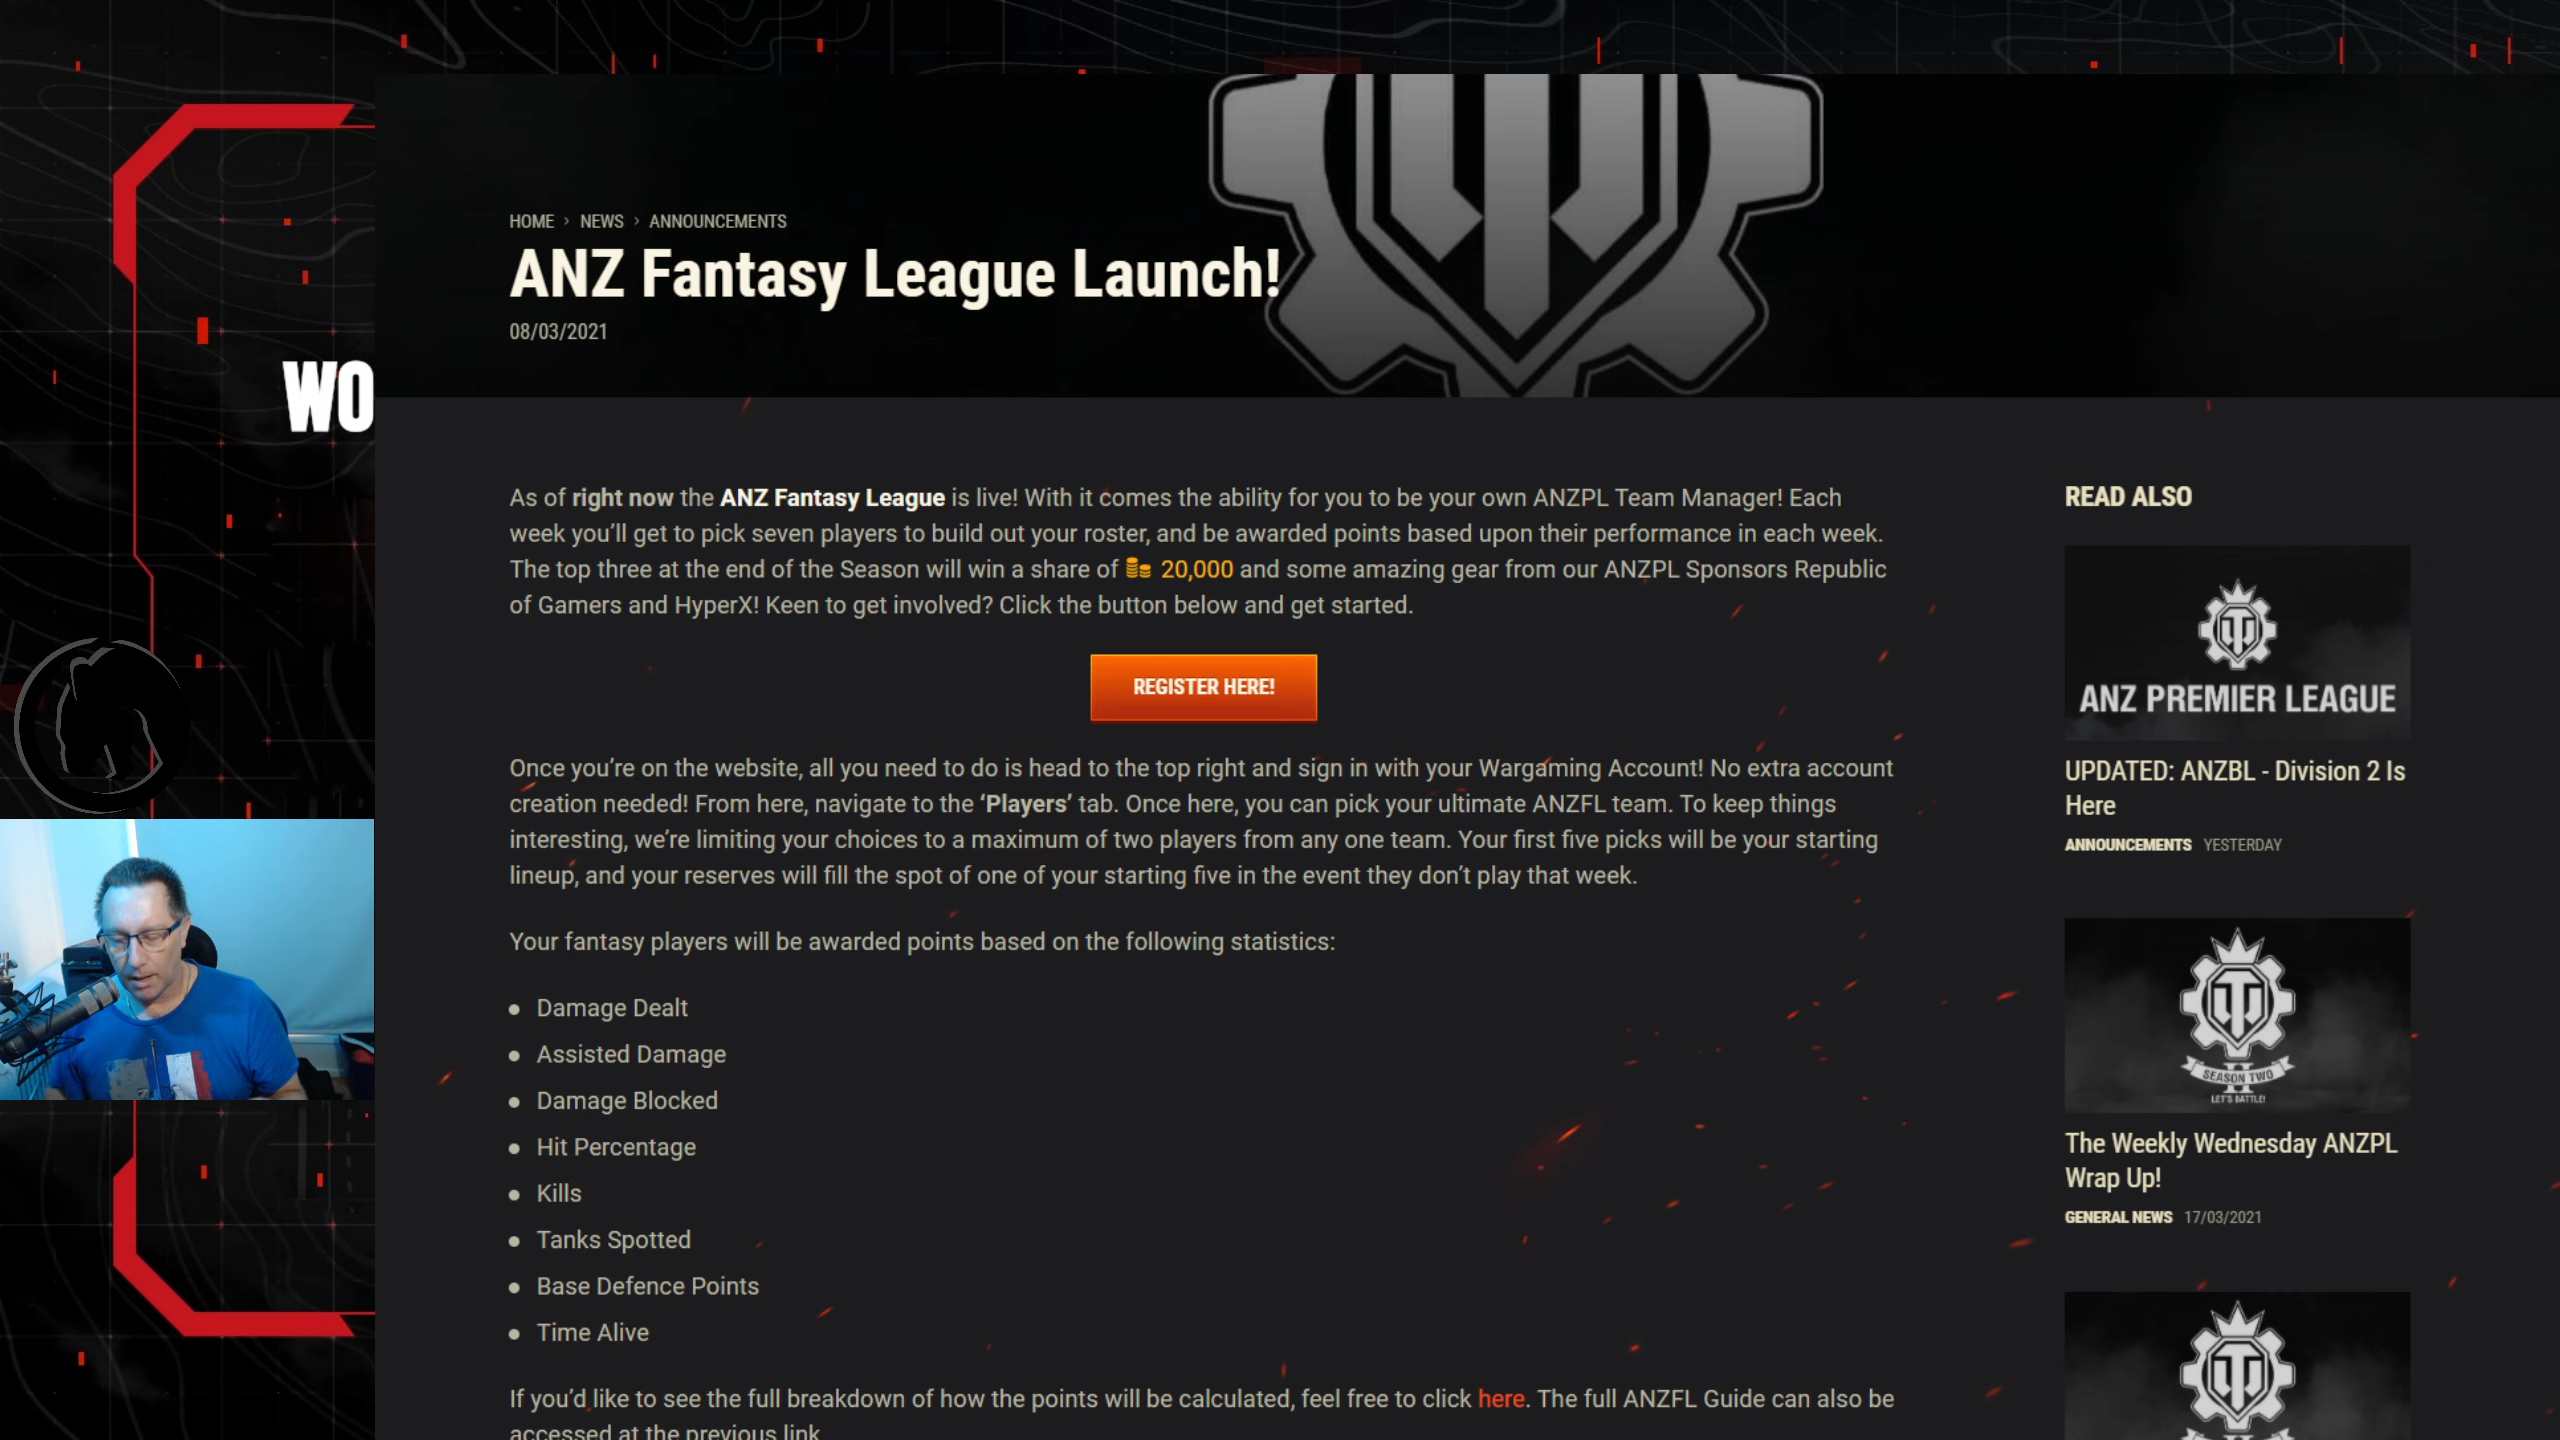 HOME > NEWS > ANNOUNCEMENTS
ANZ Fantasy League Launch!
08/03/2021
WO
As of right now the ANZ Fantasy League is live! With it comes the ability for you to be your own ANZPL Team Manager! Each
week you’ll get to pick seven players to build out your roster, and be awarded points based upon their performance in each week.
The top three at the end of the Season will win a share of 20,000 and some amazing gear from our ANZPL Sponsors Republic
of Gamers and HyperX! Keen to get involved? Click the button below and get started.
REGISTER HERE!
Once you’re on the website, all you need to do is head to the top right and sign in with your Wargaming Account! No extra account
creation needed! From here, navigate to the ‘Players’ tab. Once here, you can pick your ultimate ANZFL team. To keep things
interesting, we’re limiting your choices to a maximum of two players from any one team. Your first five picks will be your starting
lineup, and your reserves will fill the spot of one of your starting five in the event they don’t play that week.
Your fantasy players will be awarded points based on the following statistics:
Damage Dealt
Assisted Damage
Damage Blocked
Hit Percentage
Kills
Tanks Spotted
Base Defence Points
Time Alive
If you’d like to see the full breakdown of how the points will be calculated, feel free to click here. The full ANZFL Guide can also be
accessed at the previous link
READ ALSO
ANZ PREMIER LEAGUE
UPDATED: ANZBL - Division 2 Is
Here
ANNOUNCEMENTS YESTERDAY
SEASON TWO
II
LET'S BATTLE!
The Weekly Wednesday ANZPL
Wrap Up!
GENERAL NEWS 17/03/2021